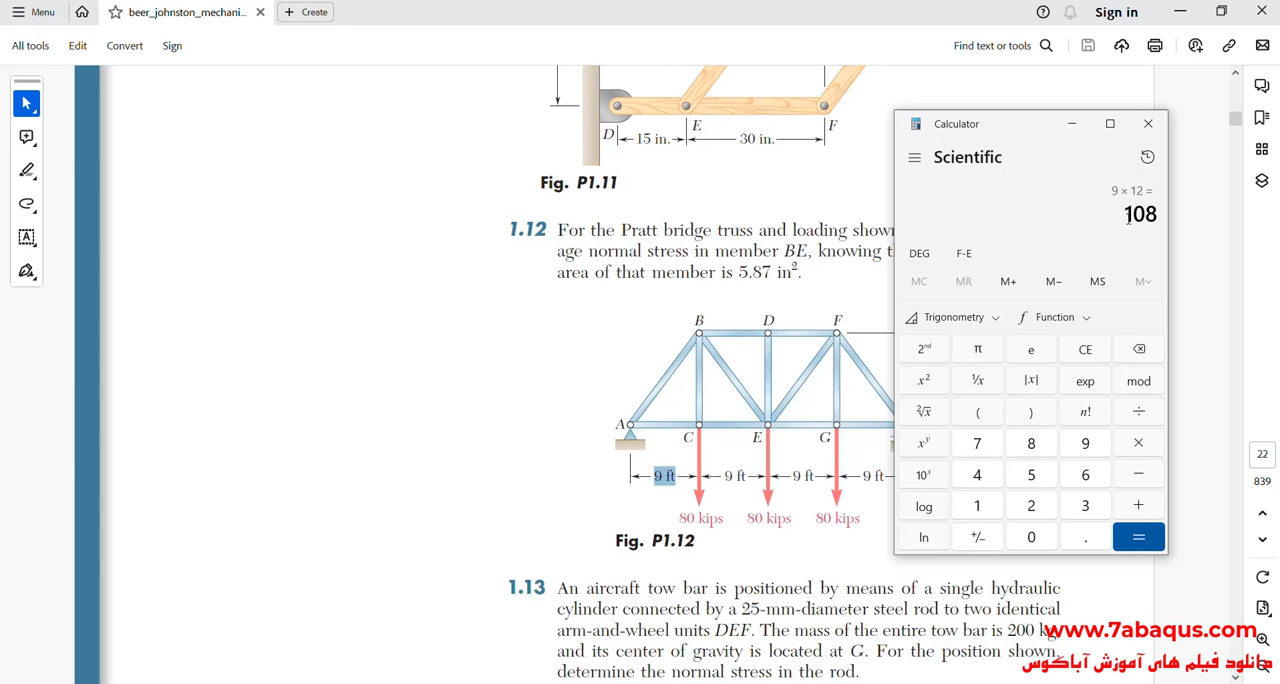 Menu
beer_johnston_mechani...
Create
Sign in
All tools Edit Convert Sign
Find text or tools
D 15 in. E 30 in. F
Fig. P1.11
1.12 For the Pratt bridge truss and loading shown
age normal stress in member BE, knowing t
area of that member is 5.87 in².
B D F
A C E G
9 ft 9 ft 9 ft 9 ft
80 kips 80 kips 80 kips
Fig. P1.12
1.13 An aircraft tow bar is positioned by means of a single hydraulic
cylinder connected by a 25-mm-diameter steel rod to two identical
arm-and-wheel units DEF. The mass of the entire tow bar is 200 kg
and its center of gravity is located at G. For the position shown,
determine the normal stress in the rod.
Calculator
Scientific
9 × 12 =
108
DEG F-E
MC MR M+ M− MS M
Trigonometry Function
2nd π e CE
x² ¹/x |x| exp mod
²√x ( ) n! ÷
xʸ 7 8 9 ×
10ˣ 4 5 6 −
log 1 2 3 +
ln +/− 0 . =
22
839
www.7abaqus.com
دانلود فیلم های آموزش آباکوس